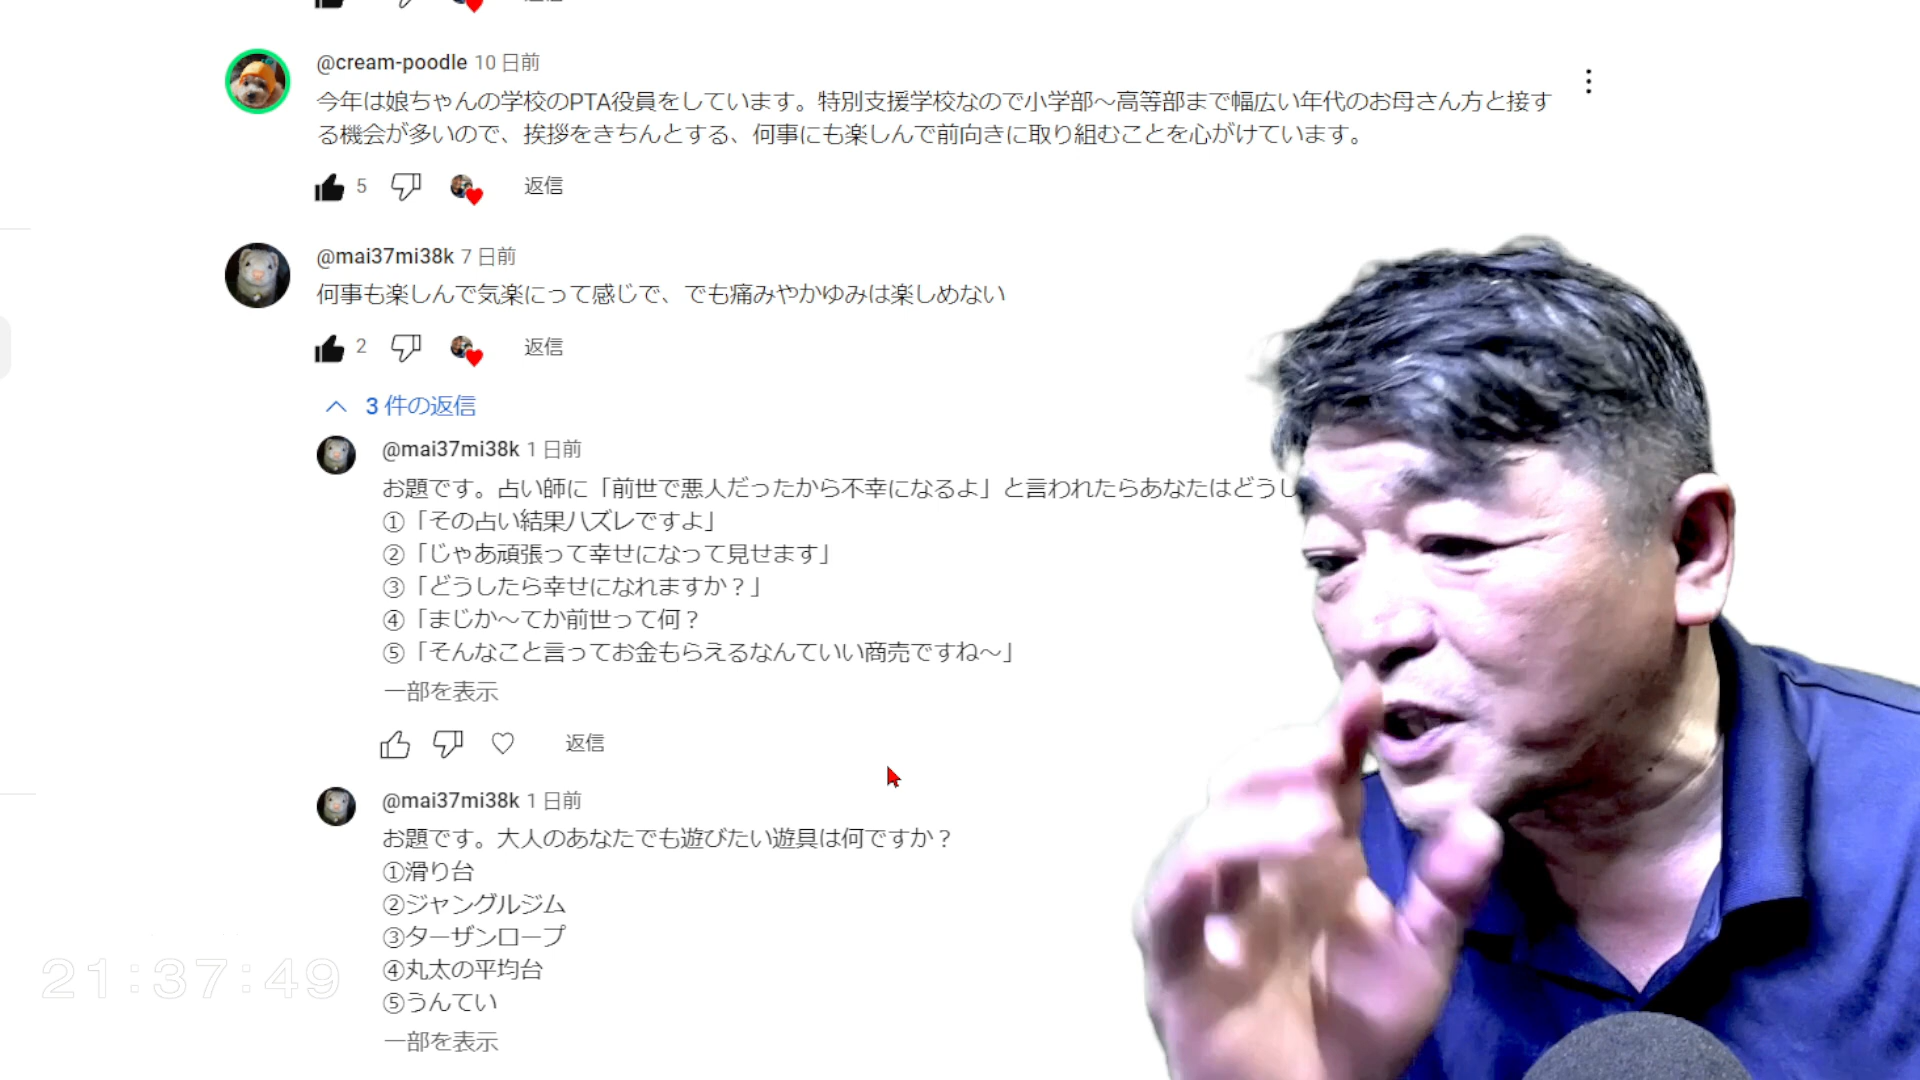 @cream-poodle 10 日前
今年は娘ちゃんの学校のPTA役員をしています。特別支援学校なので小学部～高等部まで幅広い年代のお母さん方と接す
る機会が多いので、挨拶をきちんとする、何事にも楽しんで前向きに取り組むことを心がけています。
5 返信
@mai37mi38k 7 日前
何事も楽しんで気楽にって感じで、でも痛みやかゆみは楽しめない
2 返信
3 件の返信
@mai37mi38k 1 日前
お題です。占い師に「前世で悪人だったから不幸になるよ」と言われたらあなたはどうし
①「その占い結果ハズレですよ」
②「じゃあ頑張って幸せになって見せます」
③「どうしたら幸せになれますか？」
④「まじか～てか前世って何？
⑤「そんなこと言ってお金もらえるなんていい商売ですね～」
一部を表示
返信
@mai37mi38k 1 日前
お題です。大人のあなたでも遊びたい遊具は何ですか？
①滑り台
②ジャングルジム
③ターザンロープ
④丸太の平均台
⑤うんてい
一部を表示
21:37:49